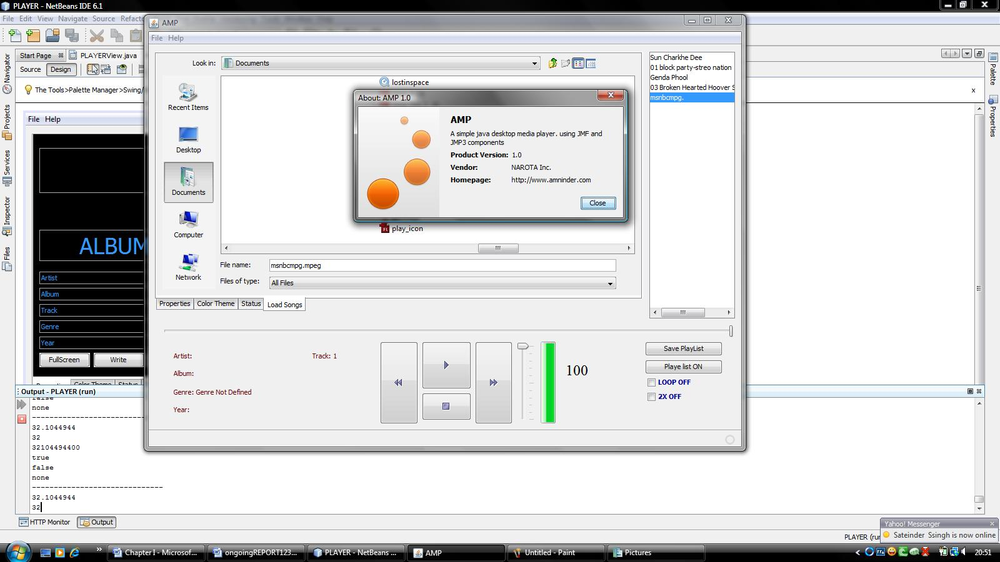 PLAYER - NetBeans IDE 6.1
File Edit View Navigate Source Refacto
Start Page
PLAYERView.java
Source Design
The Tools>Palette Manager>Swing/
x
Navigator
Projects
Services
Inspector
Files
Palette
Properties
File Help
ALBUM
Artist
Album
Track
Genre
Year
FullScreen Write
Color Theme Status
AMP
File Help
Look in: Documents
Recent Items
Desktop
Documents
Computer
Network
lostinspace
play_icon
File name: msnbcmpg.mpeg
Files of type: All Files
Properties Color Theme Status Load Songs
Sun Charkhe Dee
01 block party-streo nation
Genda Phool
03 Broken Hearted Hoover S
msnbcmpg.
About: AMP 1.0
AMP
A simple java desktop media player. using JMF and
JMP3 components
Product Version: 1.0
Vendor: NAROTA Inc.
Homepage: http://www.amninder.com
Close
Artist:
Track: 1
Album:
Genre: Genre Not Defined
Year:
100
Save PlayList
Playe list ON
LOOP OFF
2X OFF
Output - PLAYER (run)
false
none
------------------------------
32.1044944
32
32104494400
true
false
none
------------------------------
32.1044944
32
HTTP Monitor Output
PLAYER (run
Yahoo! Messenger
Sateinder Ssingh is now online
Chapter I - Microsof...
ongoingREPORT123...
PLAYER - NetBeans ...
AMP
Untitled - Paint
Pictures
20:51